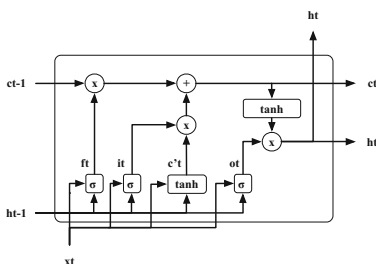 ht
ct-1 x + ct
tanh
x
x ht
ft it c't ot
σ σ tanh σ
ht-1
xt